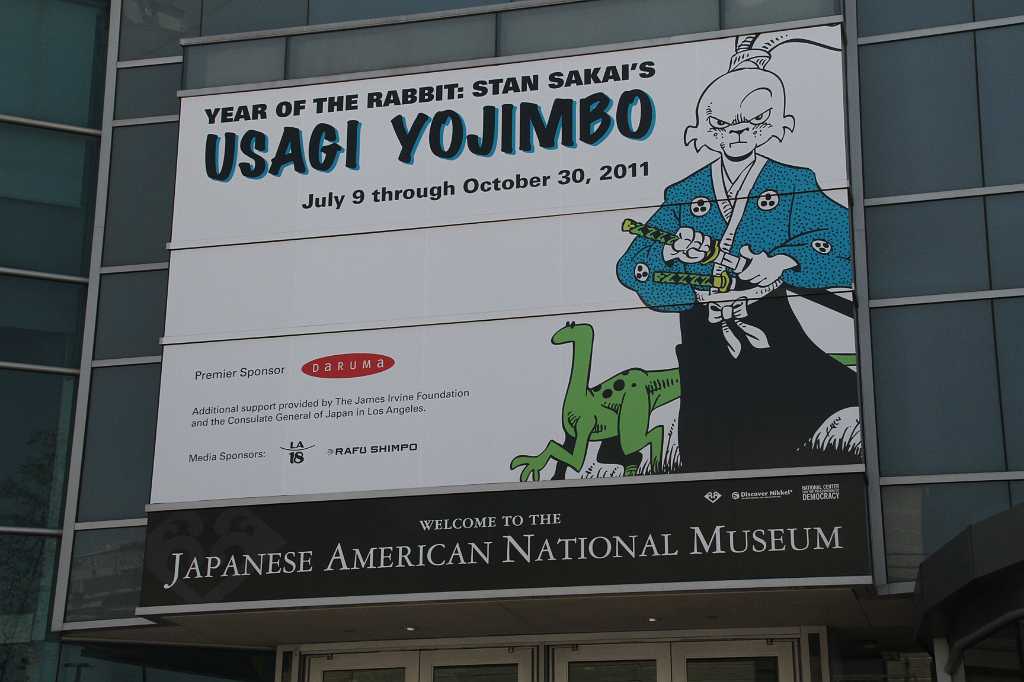 YEAR OF THE RABBIT: STAN SAKAI'S
USAGI YOJIMBO
July 9 through October 30, 2011
Premier Sponsor DARUMA
Additional support provided by The James Irvine Foundation
and the Consulate General of Japan in Los Angeles.
Media Sponsors: LA 18 RAFU SHIMPO
Discover Nikkei
NATIONAL CENTER
DEMOCRACY
WELCOME TO THE
JAPANESE AMERICAN NATIONAL MUSEUM